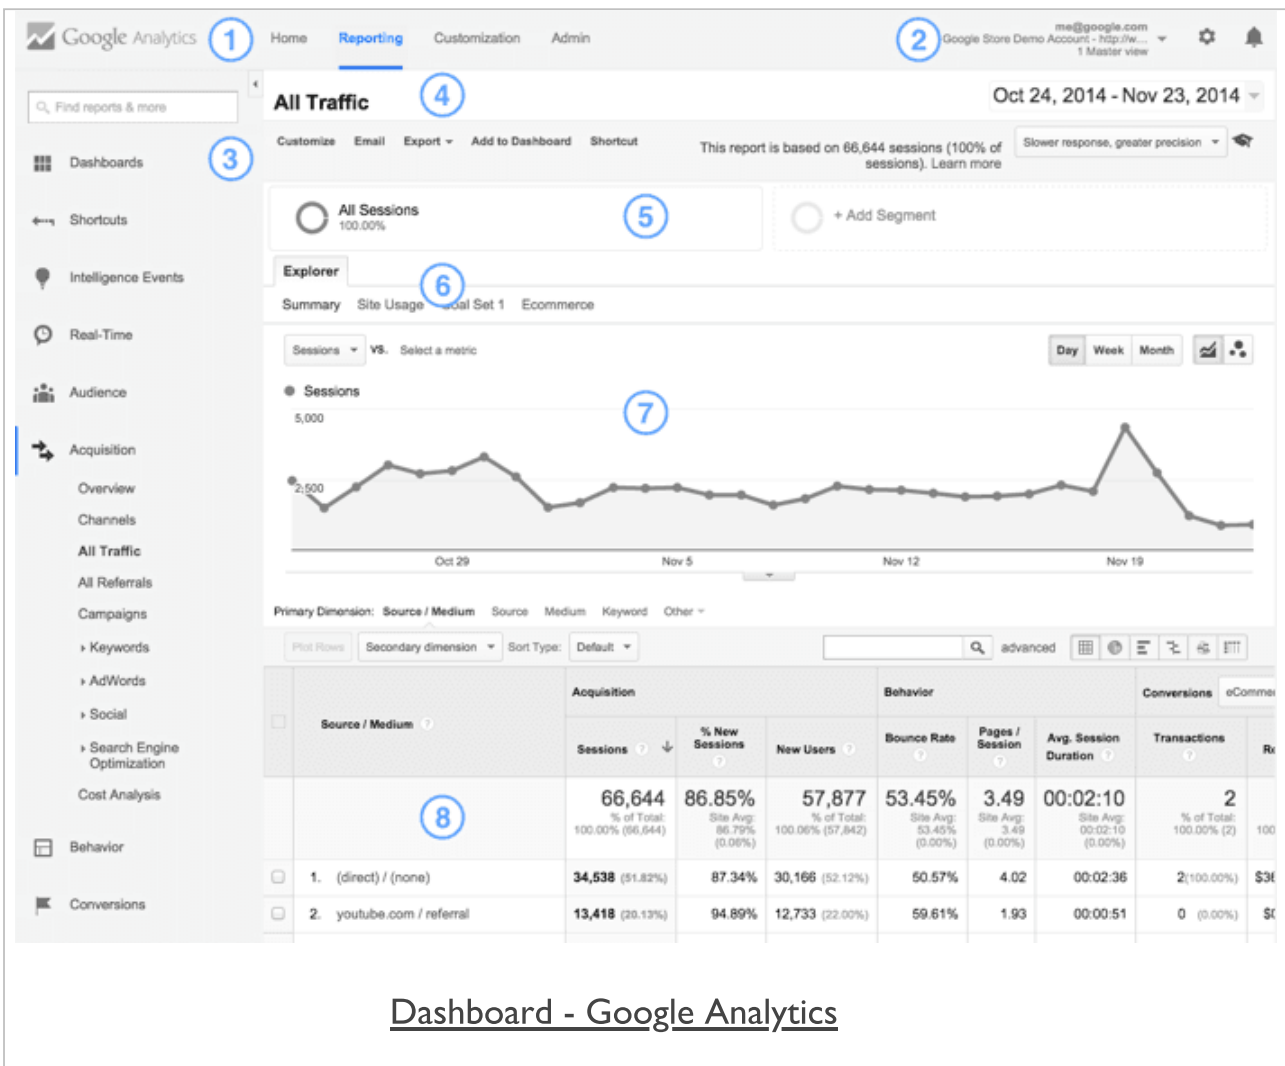 Google Analytics
1
Home Reporting Customization Admin
2
me@google.com
Google Store Demo Account - http://w...
1 Master view
Find reports & more
All Traffic
4
Oct 24, 2014 - Nov 23, 2014
Customize Email Export Add to Dashboard Shortcut
This report is based on 66,644 sessions (100% of
sessions). Learn more
Slower response, greater precision
3
Dashboards
Shortcuts
Intelligence Events
Real-Time
Audience
Acquisition
Overview
Channels
All Traffic
All Referrals
Campaigns
Keywords
AdWords
Social
Search Engine
Optimization
Cost Analysis
Behavior
Conversions
All Sessions
100.00%
5
+ Add Segment
Explorer
6
Summary Site Usage Goal Set 1 Ecommerce
Sessions VS. Select a metric
Day Week Month
Sessions
7
5,000
2,500
Oct 29 Nov 5 Nov 12 Nov 19
Primary Dimension: Source / Medium Source Medium Keyword Other
Plot Rows Secondary dimension Sort Type: Default advanced
Acquisition Behavior Conversions eCommer
Source / Medium ? Sessions ? % New Sessions ? New Users ? Bounce Rate ? Pages / Session ? Avg. Session Duration ? Transactions ? Re
8
66,644 86.85% 57,877 53.45% 3.49 00:02:10 2
% of Total: 100.00% (66,644) Site Avg: 86.79% (0.06%) % of Total: 100.06% (57,842) Site Avg: 53.45% (0.00%) Site Avg: 3.49 (0.00%) Site Avg: 00:02:10 (0.00%) % of Total: 100.00% (2) 100
1. (direct) / (none) 34,538 (51.82%) 87.34% 30,166 (52.12%) 50.57% 4.02 00:02:36 2(100.00%) $36
2. youtube.com / referral 13,418 (20.13%) 94.89% 12,733 (22.00%) 59.61% 1.93 00:00:51 0 (0.00%) $0
Dashboard - Google Analytics